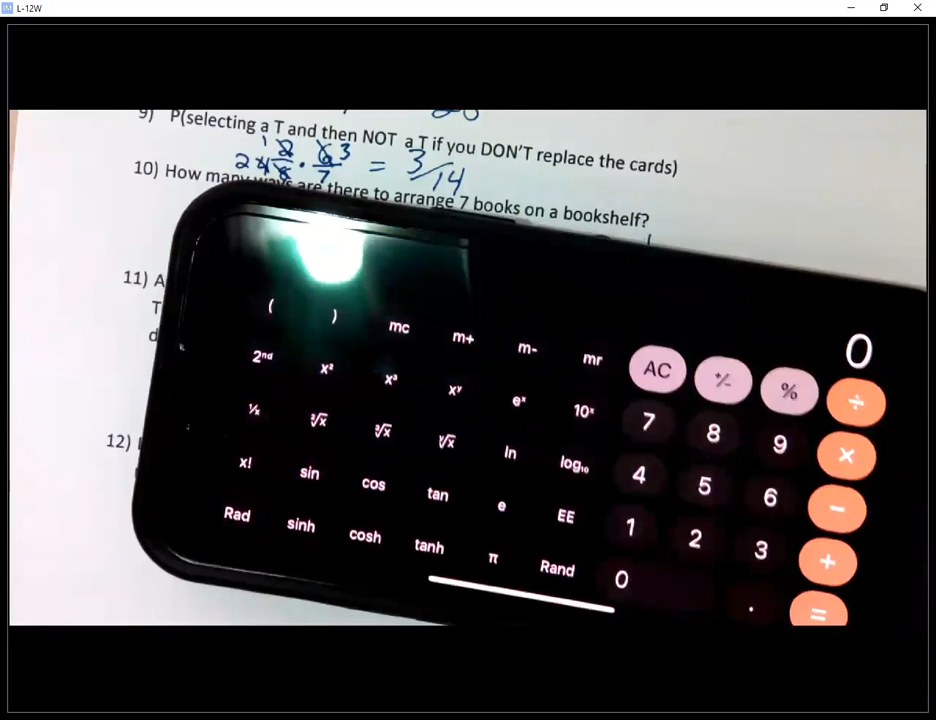 L-12W
9) P(selecting a T and then NOT a T if you DON'T replace the cards)
= 3/14
10) How many ways are there to arrange 7 books on a bookshelf?
11) A
T
d
12)
0
( ) mc m+ m- mr AC +/- % ÷
2nd x² x³ xʸ eˣ 10ˣ 7 8 9 ×
1/x ²√x ³√x ʸ√x ln log₁₀ 4 5 6 −
x! sin cos tan e EE 1 2 3 +
Rad sinh cosh tanh π Rand 0 . =